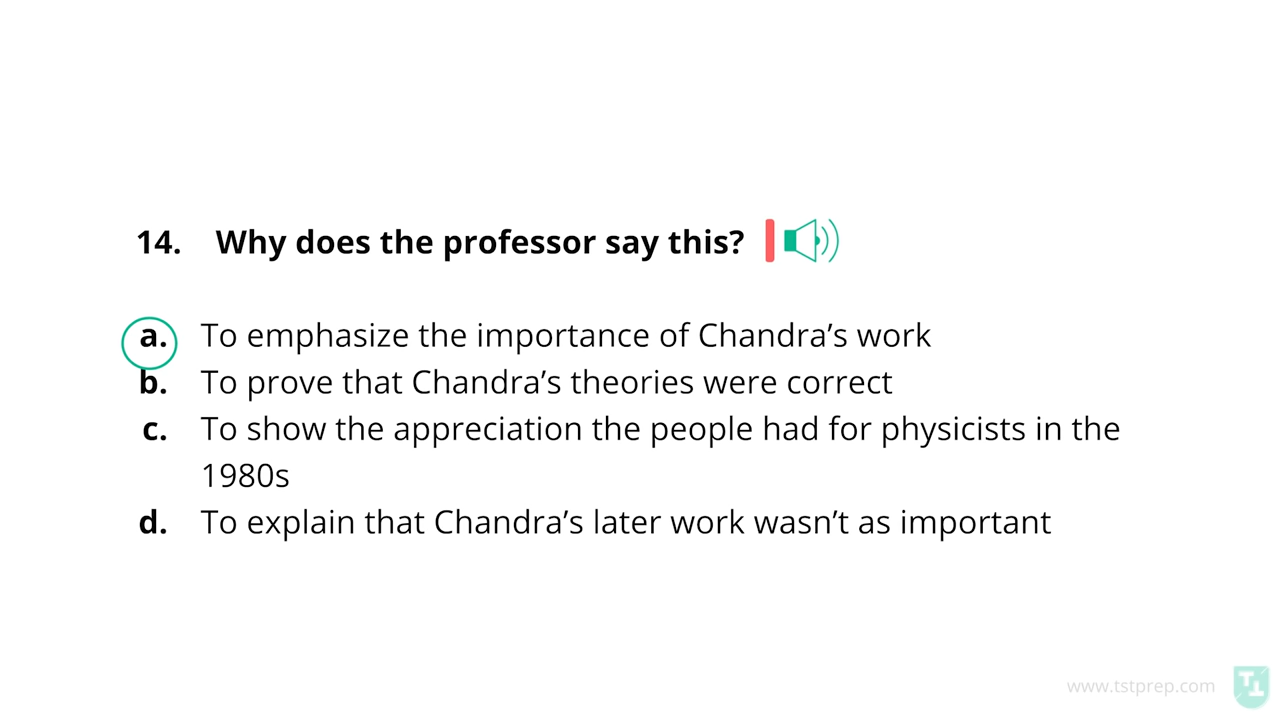 14. Why does the professor say this?
a. To emphasize the importance of Chandra’s work
b. To prove that Chandra’s theories were correct
c. To show the appreciation the people had for physicists in the
1980s
d. To explain that Chandra’s later work wasn’t as important
www.tstprep.com